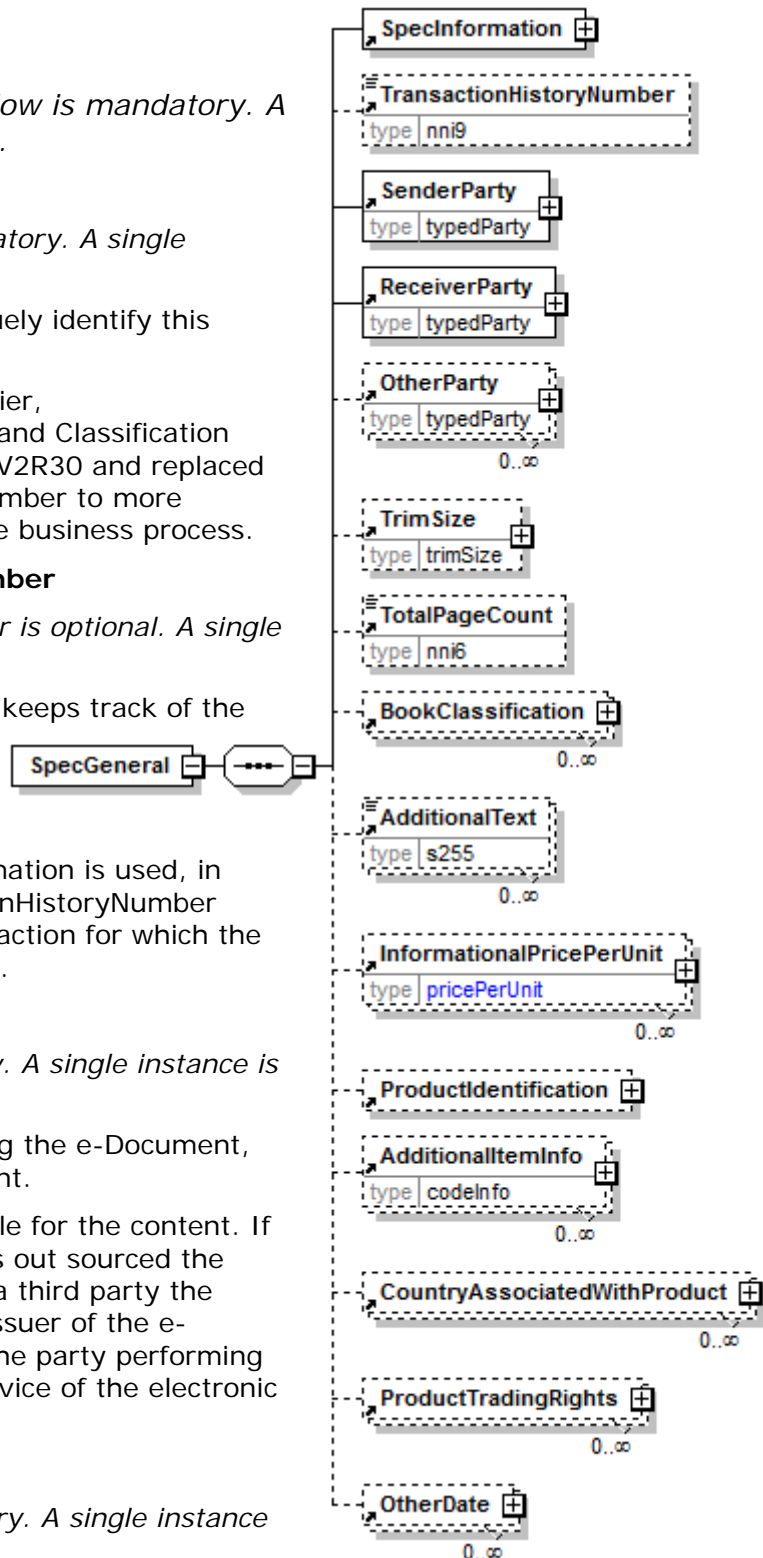 low is mandatory. A
.
atory. A single
uely identify this
ier,
and Classification
V2R30 and replaced
mber to more
e business process.
nber
r is optional. A single
keeps track of the
nation is used, in
nHistoryNumber
action for which the
.
y. A single instance is
g the e-Document,
nt.
le for the content. If
s out sourced the
a third party the
ssuer of the e-
he party performing
vice of the electronic
ry. A single instance
SpecGeneral
SpecInformation
TransactionHistoryNumber
type nni9
SenderParty
type typedParty
ReceiverParty
type typedParty
OtherParty
type typedParty
0..∞
TrimSize
type trimSize
TotalPageCount
type nni6
BookClassification
0..∞
AdditionalText
type s255
0..∞
InformationalPricePerUnit
type pricePerUnit
0..∞
ProductIdentification
AdditionalItemInfo
type codeInfo
0..∞
CountryAssociatedWithProduct
0..∞
ProductTradingRights
0..∞
OtherDate
0..∞